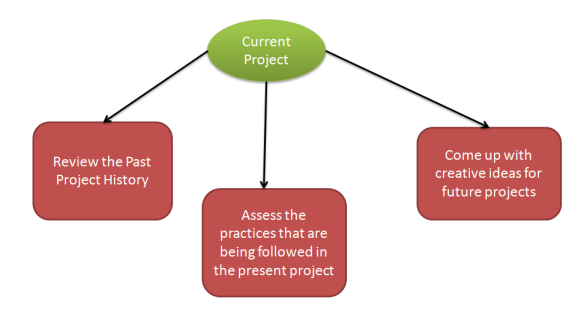 Current
Project
Review the Past
Project History
Assess the
practices that are
being followed in
the present project
Come up with
creative ideas for
future projects